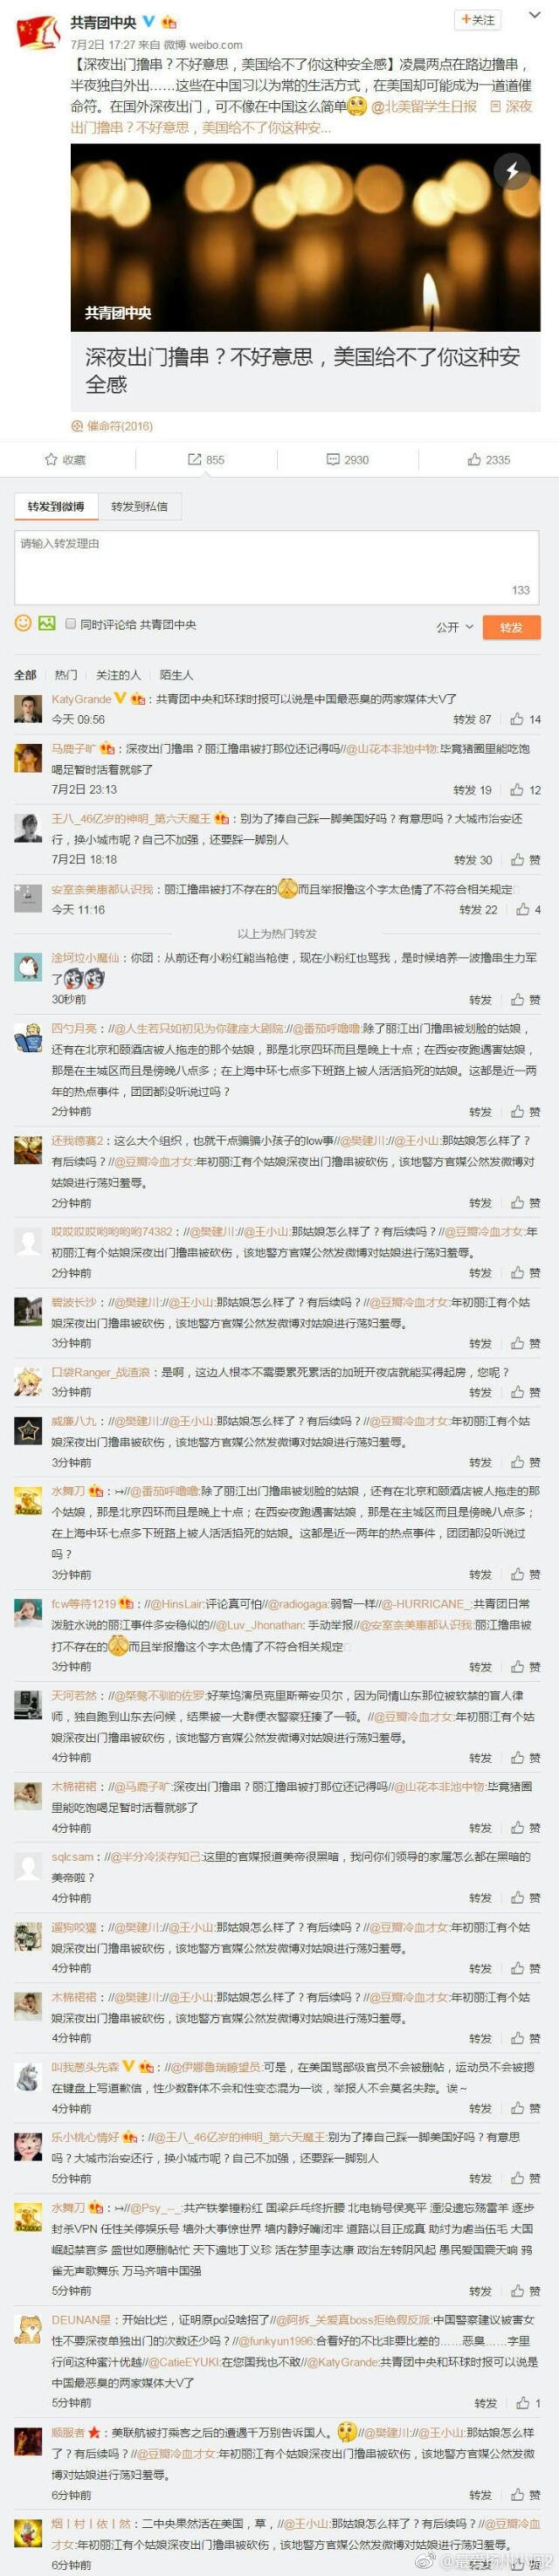 共青团中央
+关注
7月2日 17:27 来自 微博 weibo.com
【深夜出门撸串？不好意思，美国给不了你这种安全感】凌晨两点在路边撸串，
半夜独自外出……这些在中国习以为常的生活方式，在美国却可能成为一道道催
命符。在国外深夜出门，可不像在中国这么简单 @北美留学生日报 深夜
出门撸串？不好意思，美国给不了你这种安...
共青团中央
深夜出门撸串？不好意思，美国给不了你这种安
全感
催命符(2016)
收藏 855 2930 2335
转发到微博 转发到私信
请输入转发理由
133
同时评论给 共青团中央 公开 转发
全部 热门 关注的人 陌生人
KatyGrande：共青团中央和环球时报可以说是中国最恶臭的两家媒体大V了
今天 09:56 转发 87 14
马鹿子旷：深夜出门撸串？丽江撸串被打那位还记得吗//@山花本非池中物:毕竟猪圈里能吃饱
喝足暂时活着就够了
7月2日 23:13 转发 19 12
王八_46亿岁的神明_第六天魔王：别为了捧自己踩一脚美国好吗？有意思吗？大城市治安还
行，换小城市呢？自己不加强，还要踩一脚别人
7月2日 18:18 转发 30 赞
安室奈美惠都认识我：丽江撸串被打不存在的而且举报撸这个字太色情了不符合相关规定
今天 11:16 转发 22 4
以上为热门转发
淦坷垃小魔仙：你团：从前还有小粉红能当枪使，现在小粉红也骂我，是时候培养一波撸串生力军
了
30秒前 转发 赞
四勺月亮：//@人生若只如初见为你建座大剧院://@番茄呼噜噜:除了丽江出门撸串被划脸的姑娘，
还有在北京和颐酒店被人拖走的那个姑娘，那是北京四环而且是晚上十点；在西安夜跑遇害姑娘，
那是在主城区而且是傍晚八点多；在上海中环七点多下班路上被人活活掐死的姑娘。这都是近一两
年的热点事件，团团都没听说过吗？
2分钟前 转发 赞
还我德赛2：这么大个组织，也就干点骗骗小孩子的low事//@樊建川://@王小山:那姑娘怎么样了？
有后续吗？//@豆瓣冷血才女:年初丽江有个姑娘深夜出门撸串被砍伤，该地警方官媒公然发微博对
姑娘进行荡妇羞辱。
2分钟前 转发 赞
哎哎哎哎哟哟哟哟74382：//@樊建川://@王小山:那姑娘怎么样了？有后续吗？//@豆瓣冷血才女:年
初丽江有个姑娘深夜出门撸串被砍伤，该地警方官媒公然发微博对姑娘进行荡妇羞辱。
2分钟前 转发 赞
碧波长沙：//@樊建川://@王小山:那姑娘怎么样了？有后续吗？//@豆瓣冷血才女:年初丽江有个姑
娘深夜出门撸串被砍伤，该地警方官媒公然发微博对姑娘进行荡妇羞辱。
3分钟前 转发 赞
口袋Ranger_战渣浪：是啊，这边人根本不需要累死累活的加班开夜店就能买得起房，您呢？
3分钟前 转发 赞
威廉八九：//@樊建川://@王小山:那姑娘怎么样了？有后续吗？//@豆瓣冷血才女:年初丽江有个姑
娘深夜出门撸串被砍伤，该地警方官媒公然发微博对姑娘进行荡妇羞辱。
3分钟前 转发 赞
水舞刀：↦//@番茄呼噜噜:除了丽江出门撸串被划脸的姑娘，还有在北京和颐酒店被人拖走的那
个姑娘，那是北京四环而且是晚上十点；在西安夜跑遇害姑娘，那是在主城区而且是傍晚八点多；
在上海中环七点多下班路上被人活活掐死的姑娘。这都是近一两年的热点事件，团团都没听说过
吗？
3分钟前 转发 赞
fcw等待1219：//@HinsLair:评论真可怕//@radiogaga:弱智一样//@-HURRICANE_:共青团日常
泼脏水说的丽江事件多安稳似的//@Luv_Jhonathan: 手动举报//@安室奈美惠都认识我:丽江撸串被
打不存在的而且举报撸这个字太色情了不符合相关规定
3分钟前 转发 赞
天河若然：//@桀骜不驯的佐罗:好莱坞演员克里斯蒂安贝尔，因为同情山东那位被软禁的盲人律
师，独自跑到山东去问候，结果被一大群便衣警察狂揍了一顿。//@豆瓣冷血才女:年初丽江有个姑
娘深夜出门撸串被砍伤，该地警方官媒公然发微博对姑娘进行荡妇羞辱。
4分钟前 转发 赞
木棉裙裙：//@马鹿子旷:深夜出门撸串？丽江撸串被打那位还记得吗//@山花本非池中物:毕竟猪圈
里能吃饱喝足暂时活着就够了
4分钟前 转发 赞
sqlcsam：//@半分冷淡存知己:这里的官媒报道美帝很黑暗，我问你们领导的家属怎么都在黑暗的
美帝啦？
4分钟前 转发 赞
遛狗咬獾：//@樊建川://@王小山:那姑娘怎么样了？有后续吗？//@豆瓣冷血才女:年初丽江有个姑
娘深夜出门撸串被砍伤，该地警方官媒公然发微博对姑娘进行荡妇羞辱。
4分钟前 转发 赞
木棉裙裙：//@樊建川://@王小山:那姑娘怎么样了？有后续吗？//@豆瓣冷血才女:年初丽江有个姑
娘深夜出门撸串被砍伤，该地警方官媒公然发微博对姑娘进行荡妇羞辱。
4分钟前 转发 赞
叫我葱头先森：//@伊娜鲁瑞瞭望员:可是，在美国骂部级官员不会被删帖，运动员不会被摁
在键盘上写道歉信，性少数群体不会和性变态混为一谈，举报人不会莫名失踪。诶～
4分钟前 转发 赞
乐小桃心情好：//@王八_46亿岁的神明_第六天魔王:别为了捧自己踩一脚美国好吗？有意思
吗？大城市治安还行，换小城市呢？自己不加强，还要踩一脚别人
5分钟前 转发 赞
水舞刀：↦//@Psy_--_:共产铁拳锤粉红 国梁乒乓终折腰 北电销号侯亮平 湮没遗忘荡雷羊 逐步
封杀VPN 任性关停娱乐号 墙外大事惊世界 墙内静好嘴闭牢 道路以目正成真 助纣为虐当伍毛 大国
崛起禁言多 盛世如愿删帖忙 天下遍地丁义珍 活在梦里李达康 政治左转阴风起 愚民爱国震天响 鸦
雀无声歌舞乐 万马齐喑中国强
5分钟前 转发 赞
DEUNAN星：开始比烂，证明原po没啥招了//@阿拆_关爱真boss拒绝假反派:中国警察建议被害女
性不要深夜单独出门的次数还少吗？//@funkyun1996:合着好的不比非要比差的……恶臭……字里
行间这种蜜汁优越//@CatieEYUKI:在您国我也不敢//@KatyGrande:共青团中央和环球时报可以说是
中国最恶臭的两家媒体大V了
5分钟前 转发 1
顺服者：美联航被打乘客之后的遭遇千万别告诉国人。//@樊建川://@王小山:那姑娘怎么样
了？有后续吗？//@豆瓣冷血才女:年初丽江有个姑娘深夜出门撸串被砍伤，该地警方官媒公然发微
博对姑娘进行荡妇羞辱。
6分钟前 转发 赞
烟丨村丨依丨然：二中央果然活在美国，草，//@王小山:那姑娘怎么样了？有后续吗？//@豆瓣冷血
才女:年初丽江有个姑娘深夜出门撸串被砍伤，该地警方官媒公然发微博对姑娘进行荡妇羞辱。
6分钟前 转发 赞